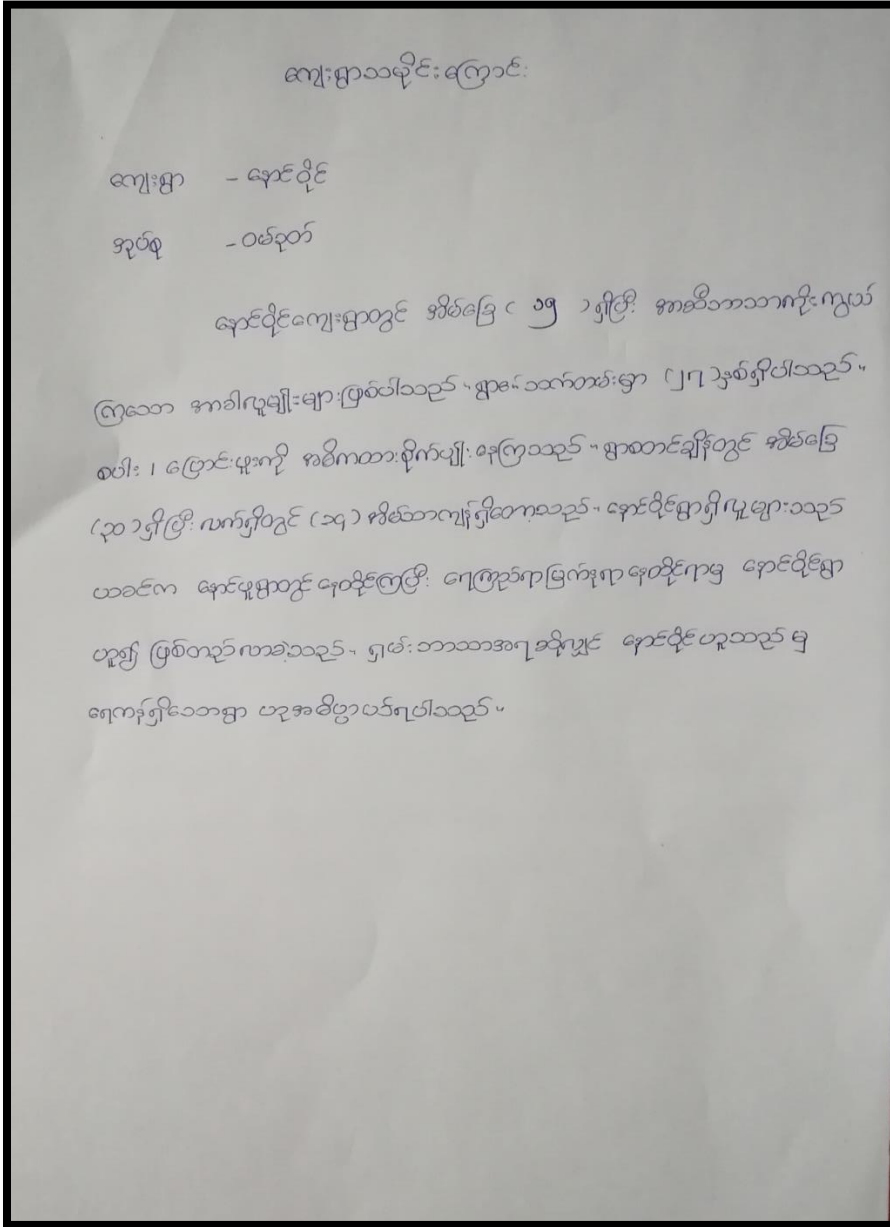 ကျေးရွာသမိုင်းကြောင်း
ကျေးရွာ - နောင်ဝိုင်
အုပ်စု - ဝမ်ဒုတ်
နောင်ဝိုင်ကျေးရွာတွင် အိမ်ခြေ ( ၁၅ ) ရှိပြီး အာဆီဘာသာကိုးကွယ်
ကြသော အာခါလူမျိုးများဖြစ်ပါသည်။ ရွာ၏သက်တမ်းမှာ (၂၇) နှစ်ရှိပါသည်။
စပါး ၊ ပြောင်းဖူးကို အဓိကထားစိုက်ပျိုးနေကြသည်။ ရွာစတင်ချိန်တွင် အိမ်ခြေ
(၃၀) ရှိပြီး လက်ရှိတွင် (၁၄) အိမ်သာကျန်ရှိတော့သည်။ နောင်ဝိုင်ရွာရှိလူများသည်
ယခင်က နောင်ပူရွာတွင် နေထိုင်ကြပြီး ရေကြည်ရာမြက်နုရာ နေထိုင်ရာမှ နောင်ဝိုင်ရွာ
ဟူ၍ ဖြစ်တည်လာခဲ့သည်။ ရှမ်းဘာသာအရဆိုလျှင် နောင်ဝိုင်ဟူသည်မှ
ရေကန်ရှိသောရွာ ဟုအဓိပ္ပာယ်ရပါသည်။